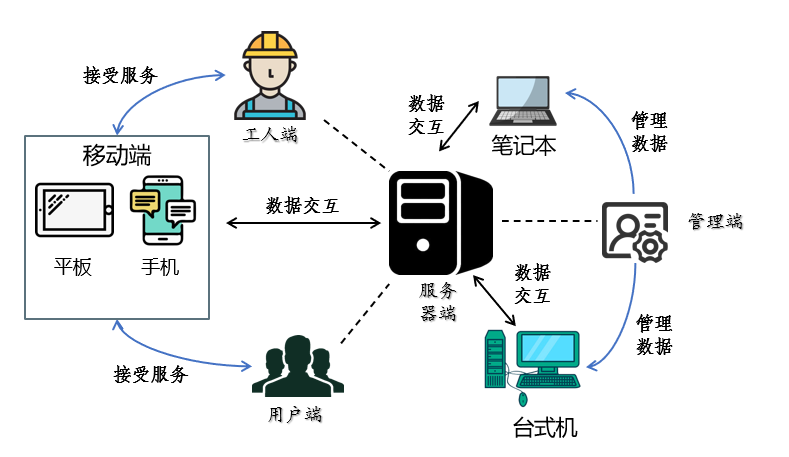 接受服务
工人端
移动端
平板
手机
数据交互
接受服务
用户端
服务
器端
数据
交互
笔记本
管理
数据
管理端
数据
交互
管理
数据
台式机